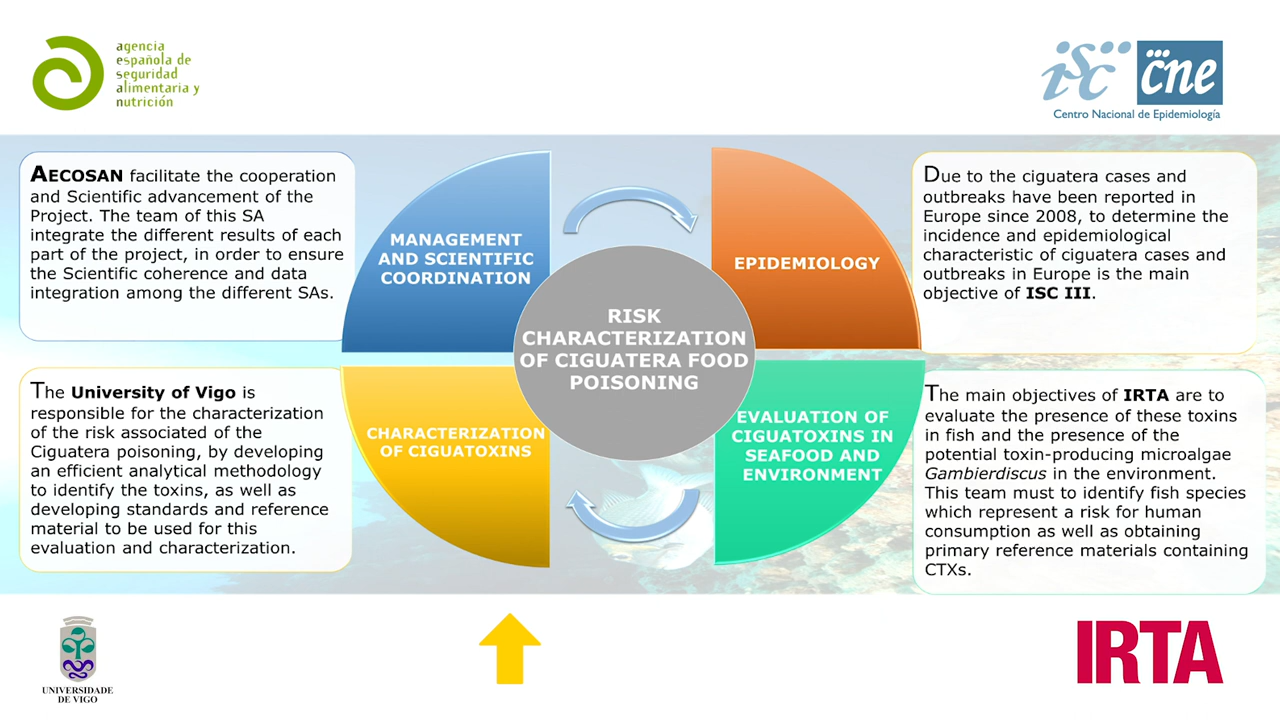 agencia
española de
seguridad
alimentaria y
nutrición
isc
cne
Centro Nacional de Epidemiología
AECOSAN facilitate the cooperation
and Scientific advancement of the
Project. The team of this SA
integrate the different results of each
part of the project, in order to ensure
the Scientific coherence and data
integration among the different SAs.
MANAGEMENT
AND SCIENTIFIC
COORDINATION
EPIDEMIOLOGY
Due to the ciguatera cases and
outbreaks have been reported in
Europe since 2008, to determine the
incidence and epidemiological
characteristic of ciguatera cases and
outbreaks in Europe is the main
objective of ISC III.
RISK
CHARACTERIZATION
OF CIGUATERA FOOD
POISONING
The University of Vigo is
responsible for the characterization
of the risk associated of the
Ciguatera poisoning, by developing
an efficient analytical methodology
to identify the toxins, as well as
developing standards and reference
material to be used for this
evaluation and characterization.
CHARACTERIZATION
OF CIGUATOXINS
EVALUATION OF
CIGUATOXINS IN
SEAFOOD AND
ENVIRONMENT
The main objectives of IRTA are to
evaluate the presence of these toxins
in fish and the presence of the
potential toxin-producing microalgae
Gambierdiscus in the environment.
This team must to identify fish species
which represent a risk for human
consumption as well as obtaining
primary reference materials containing
CTXs.
UNIVERSIDADE
DE VIGO
IRTA